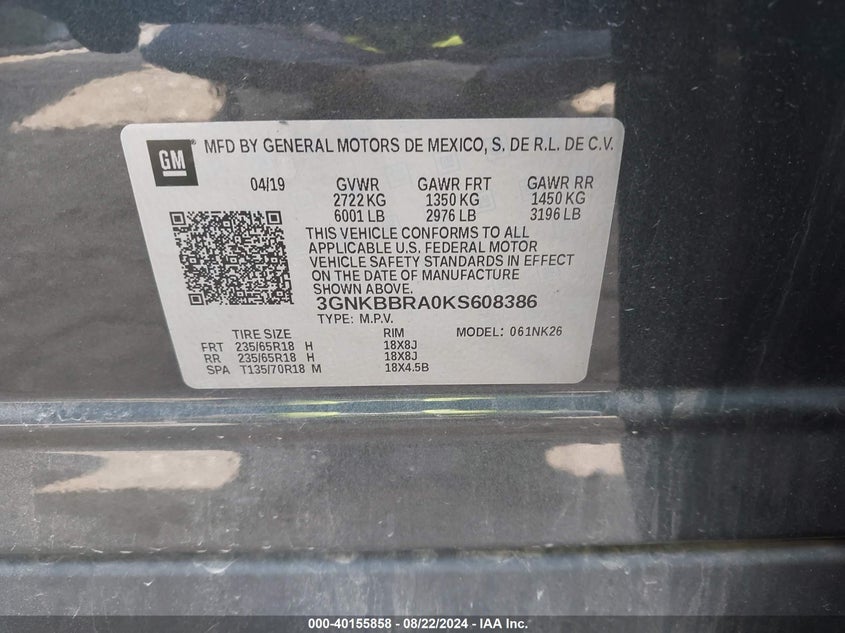 GM
MFD BY GENERAL MOTORS DE MEXICO, S. DE R.L. DE C.V.
04/19 GVWR GAWR FRT GAWR RR
2722 KG 1350 KG 1450 KG
6001 LB 2976 LB 3196 LB
THIS VEHICLE CONFORMS TO ALL
APPLICABLE U.S. FEDERAL MOTOR
VEHICLE SAFETY STANDARDS IN EFFECT
ON THE DATE OF MANUFACTURE
SHOWN ABOVE.
3GNKBBRA0KS608386
TYPE: M.P.V.
TIRE SIZE RIM MODEL: 061NK26
FRT 235/65R18 H 18X8J
RR 235/65R18 H 18X8J
SPA T135/70R18 M 18X4.5B
000-40155858 - 08/22/2024 - IAA Inc.